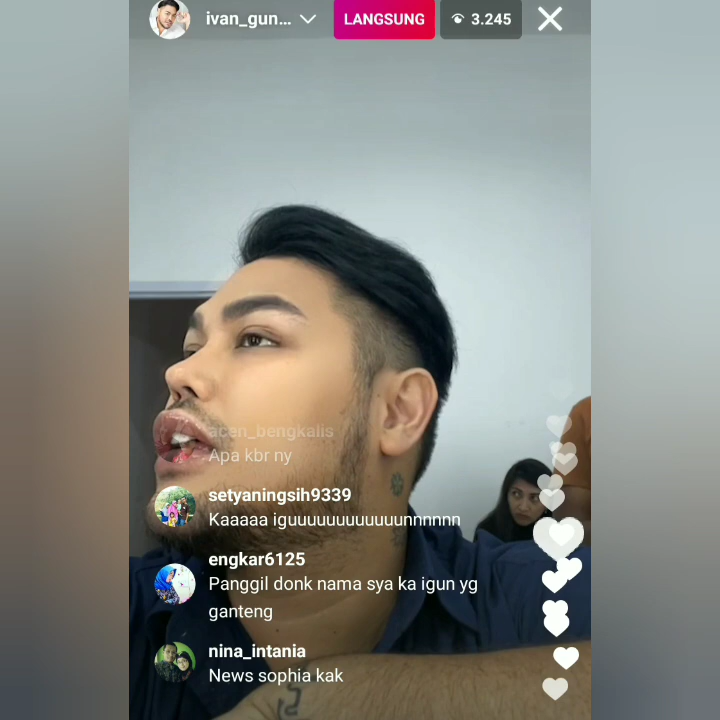 ivan_gun...
LANGSUNG
3.245
acen_bengkalis
Apa kbr ny
setyaningsih9339
Kaaaaa iguuuuuuuuuuuunnnnnn
engkar6125
Panggil donk nama sya ka igun yg
ganteng
nina_intania
News sophia kak